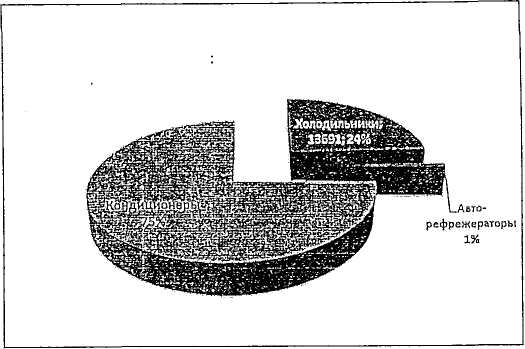 Холодильники;
13691;24%
Кондиционеры
75%
Авто-
рефрежераторы
1%